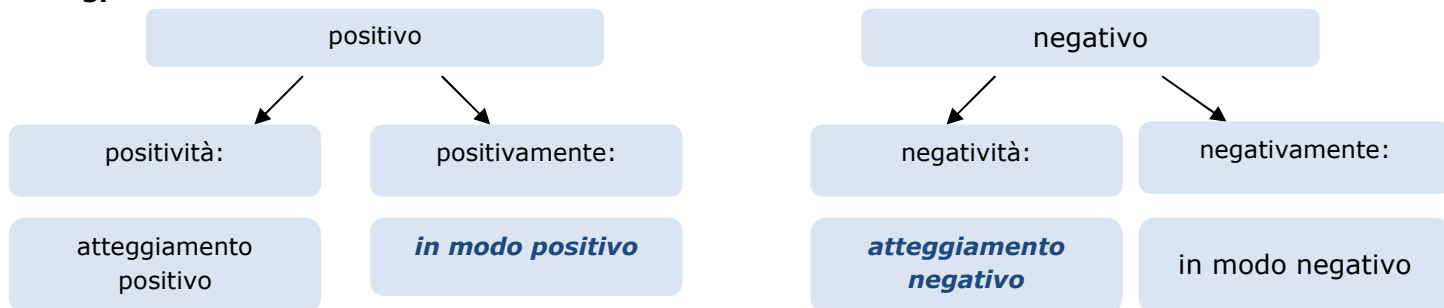 positivo
negativo
positività:
positivamente:
negatività:
negativamente:
atteggiamento
positivo
in modo positivo
atteggiamento
negativo
in modo negativo